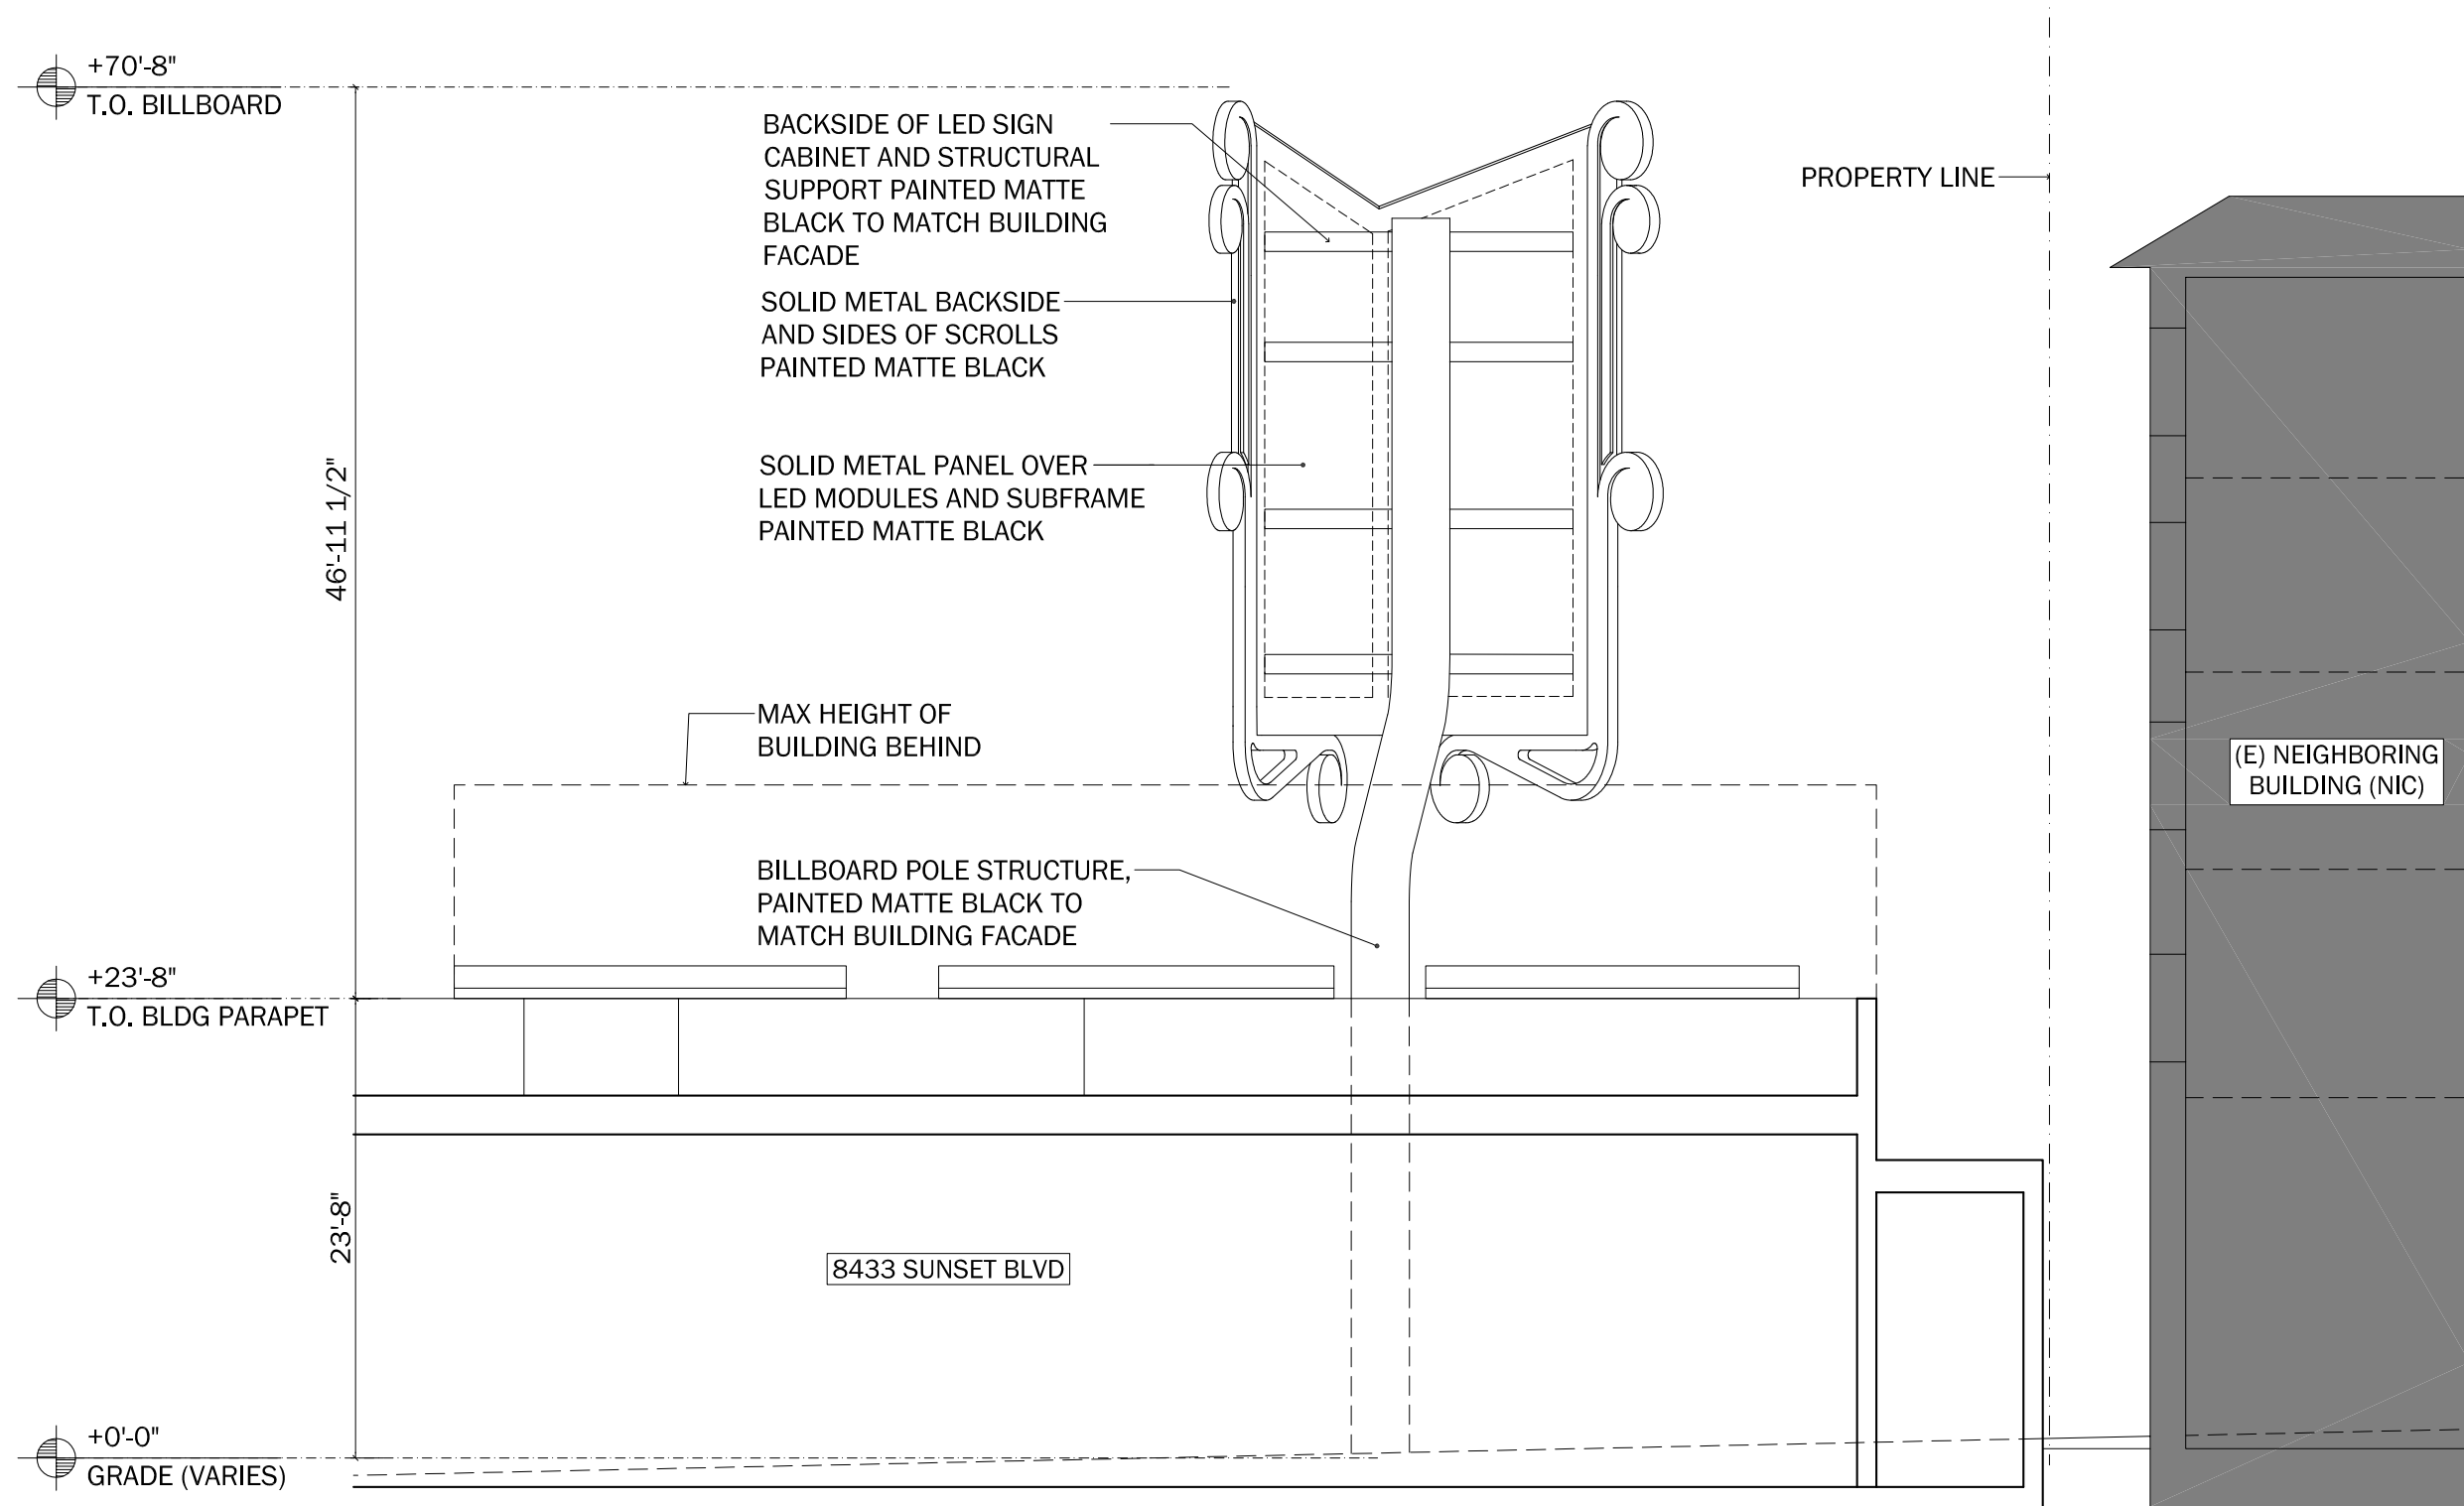 +70'-8"
T.O. BILLBOARD
BACKSIDE OF LED SIGN
CABINET AND STRUCTURAL
SUPPORT PAINTED MATTE
BLACK TO MATCH BUILDING
FACADE
PROPERTY LINE
SOLID METAL BACKSIDE
AND SIDES OF SCROLLS
PAINTED MATTE BLACK
46'-11 1/2"
SOLID METAL PANEL OVER
LED MODULES AND SUBFRAME
PAINTED MATTE BLACK
MAX HEIGHT OF
BUILDING BEHIND
(E) NEIGHBORING
BUILDING (NIC)
BILLBOARD POLE STRUCTURE,
PAINTED MATTE BLACK TO
MATCH BUILDING FACADE
+23'-8"
T.O. BLDG PARAPET
23'-8"
8433 SUNSET BLVD
+0'-0"
GRADE (VARIES)